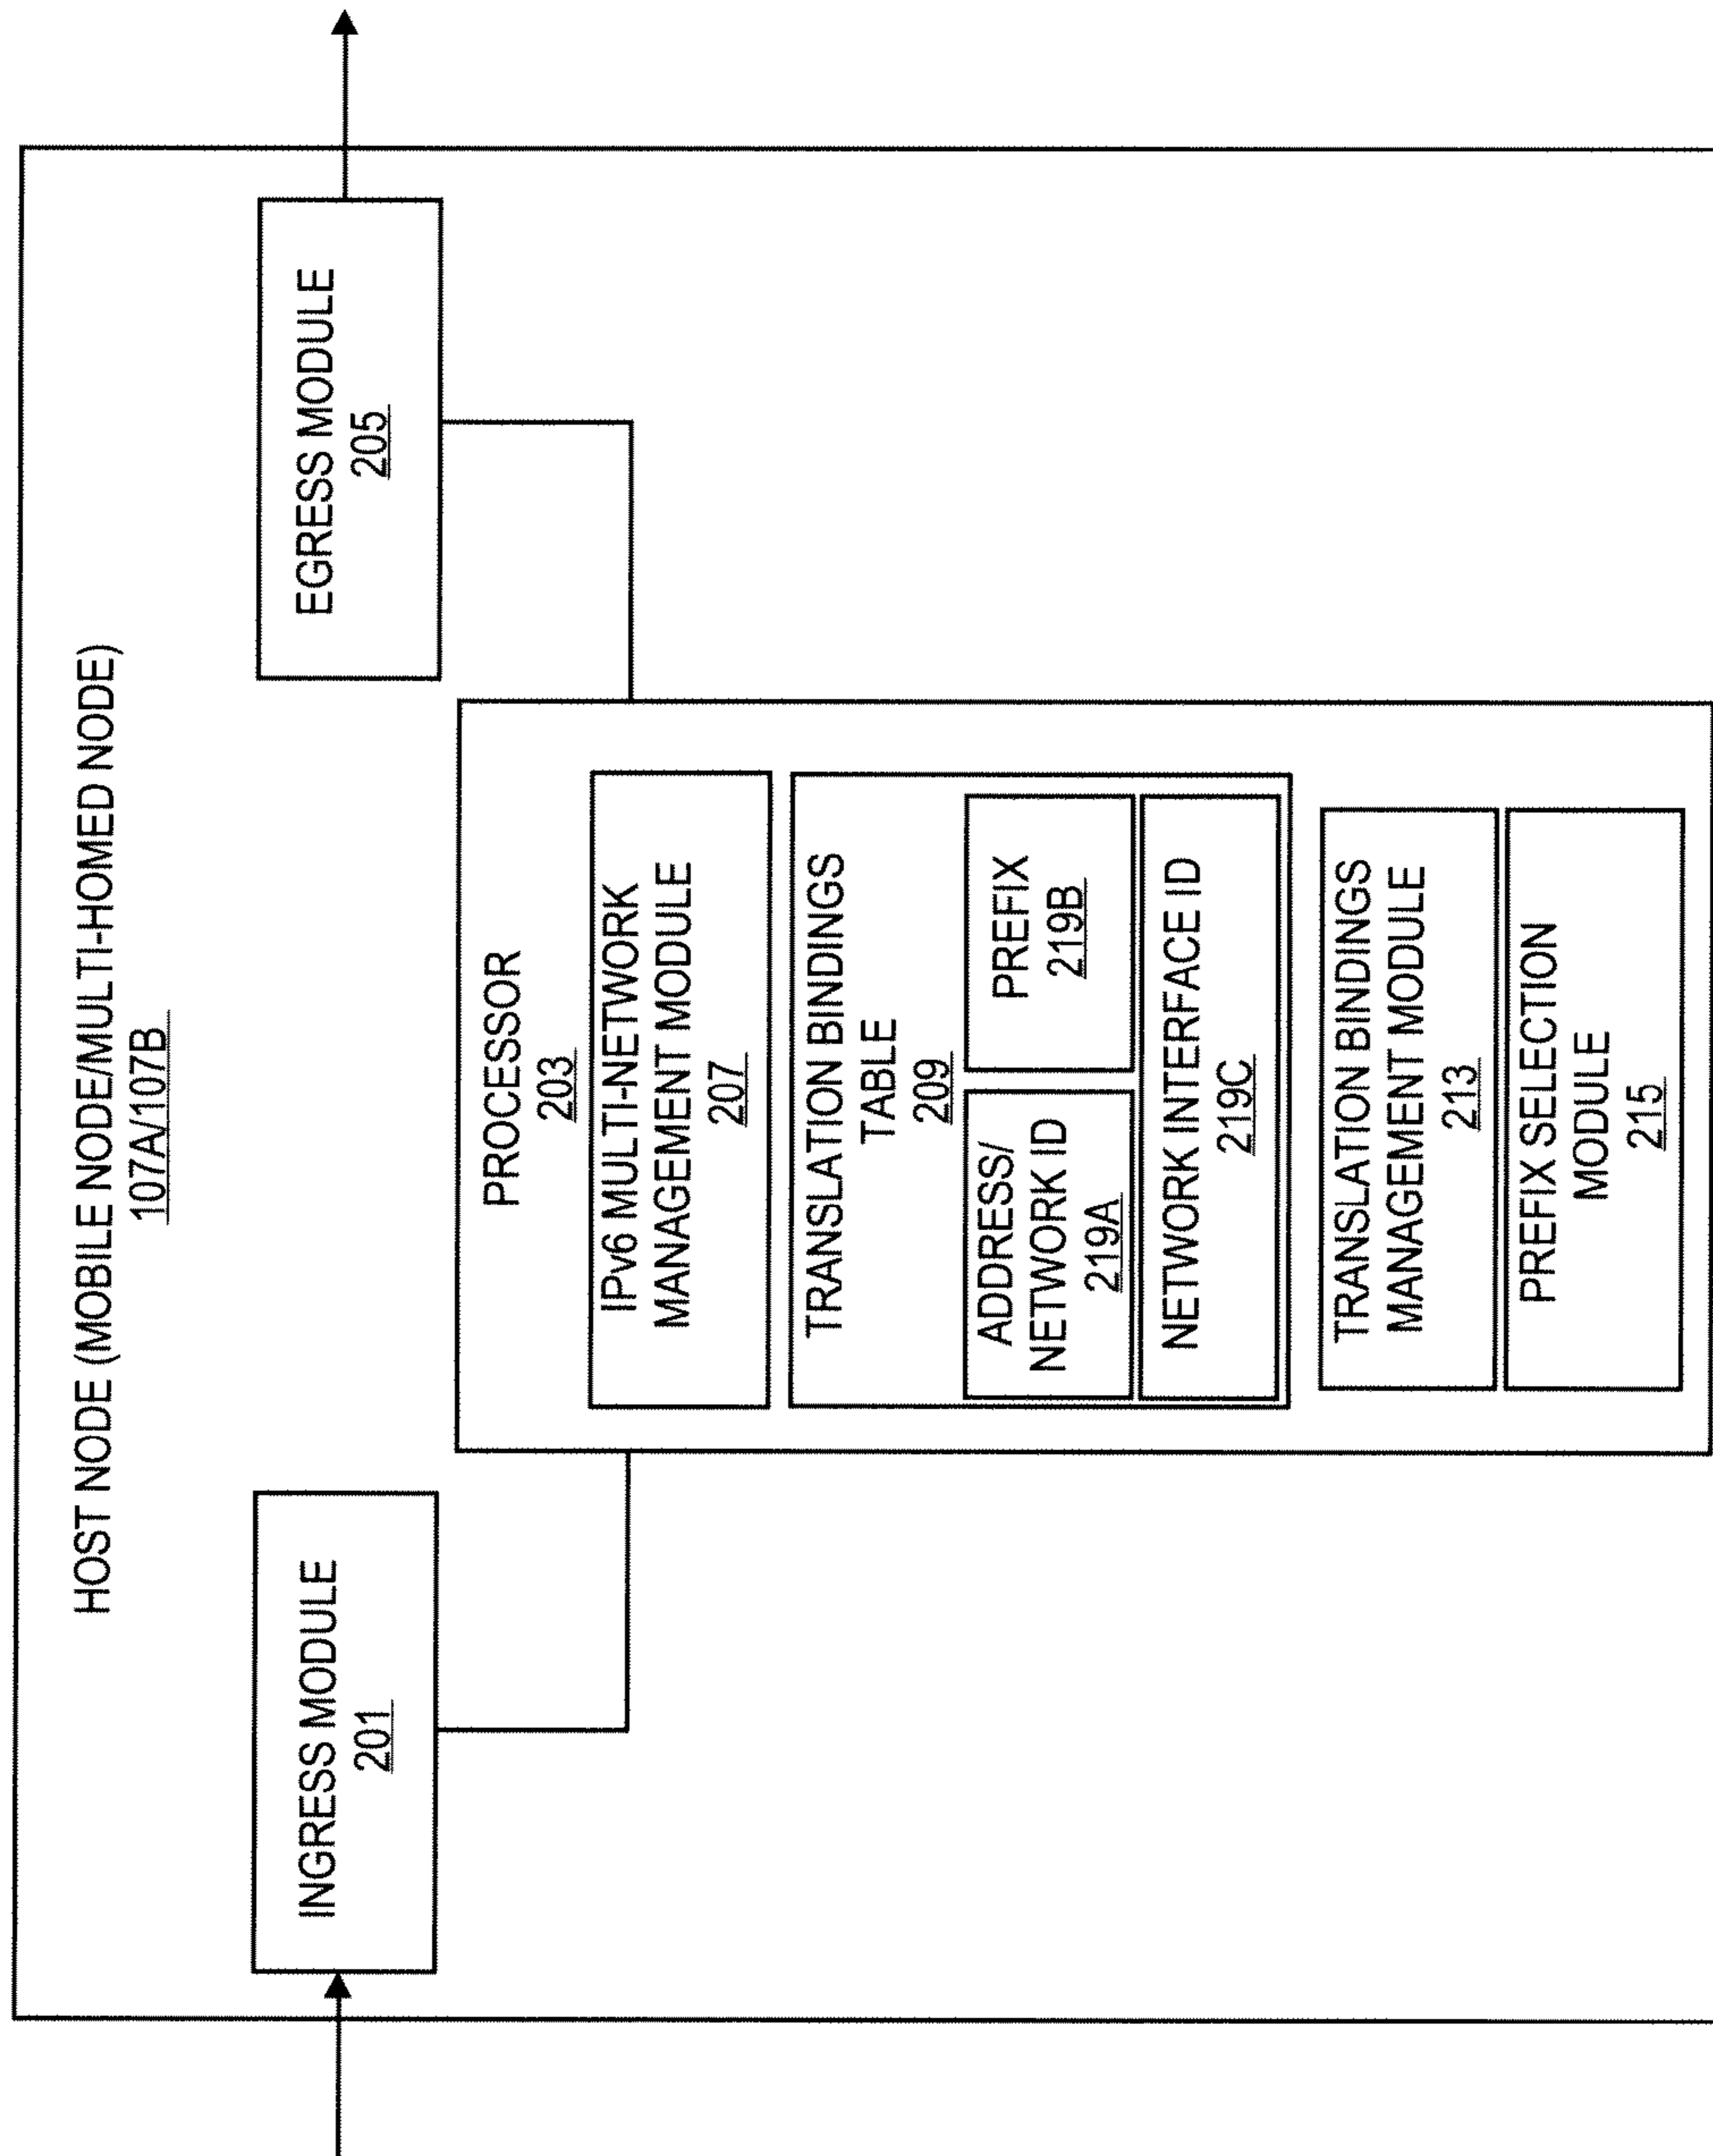 HOST NODE (MOBILE NODE/MULTI-HOMED NODE)
107A/107B
INGRESS MODULE
201
EGRESS MODULE
205
PROCESSOR
203
IPv6 MULTI-NETWORK
MANAGEMENT MODULE
207
TRANSLATION BINDINGS
TABLE
209
ADDRESS/
NETWORK ID
219A
PREFIX
219B
NETWORK INTERFACE ID
219C
TRANSLATION BINDINGS
MANAGEMENT MODULE
213
PREFIX SELECTION
MODULE
215